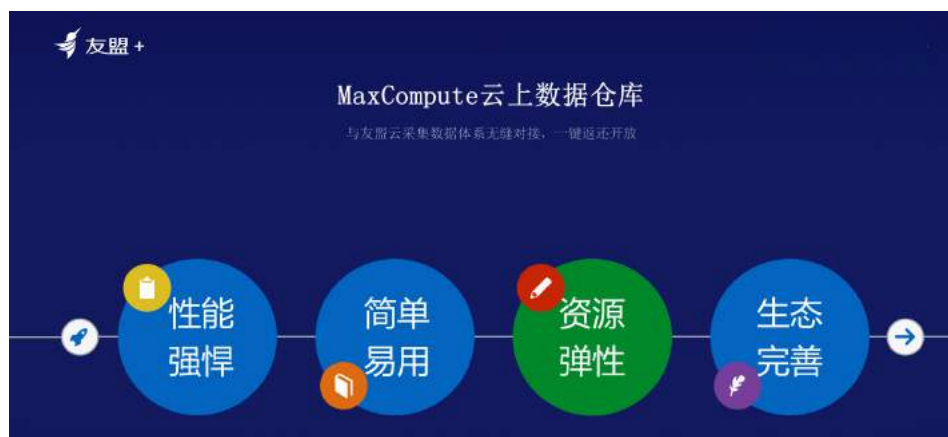 友盟+
MaxCompute云上数据仓库
与友盟云采集数据体系无缝对接，一键返还开放
性能
强悍
简单
易用
资源
弹性
生态
完善